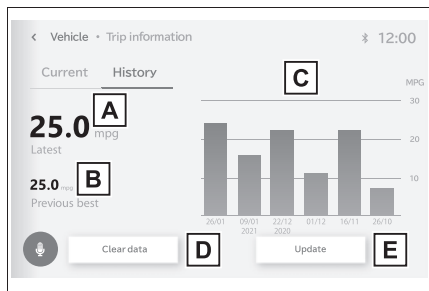 < Vehicle • Trip information
12:00
Current History
A
C
MPG
25.0 mpg
Latest
30
20
10
B
25.0 mpg
Previous best
26/01 09/01 22/12 01/12 16/11 26/10
2021 2020
Clear data
D
Update
E